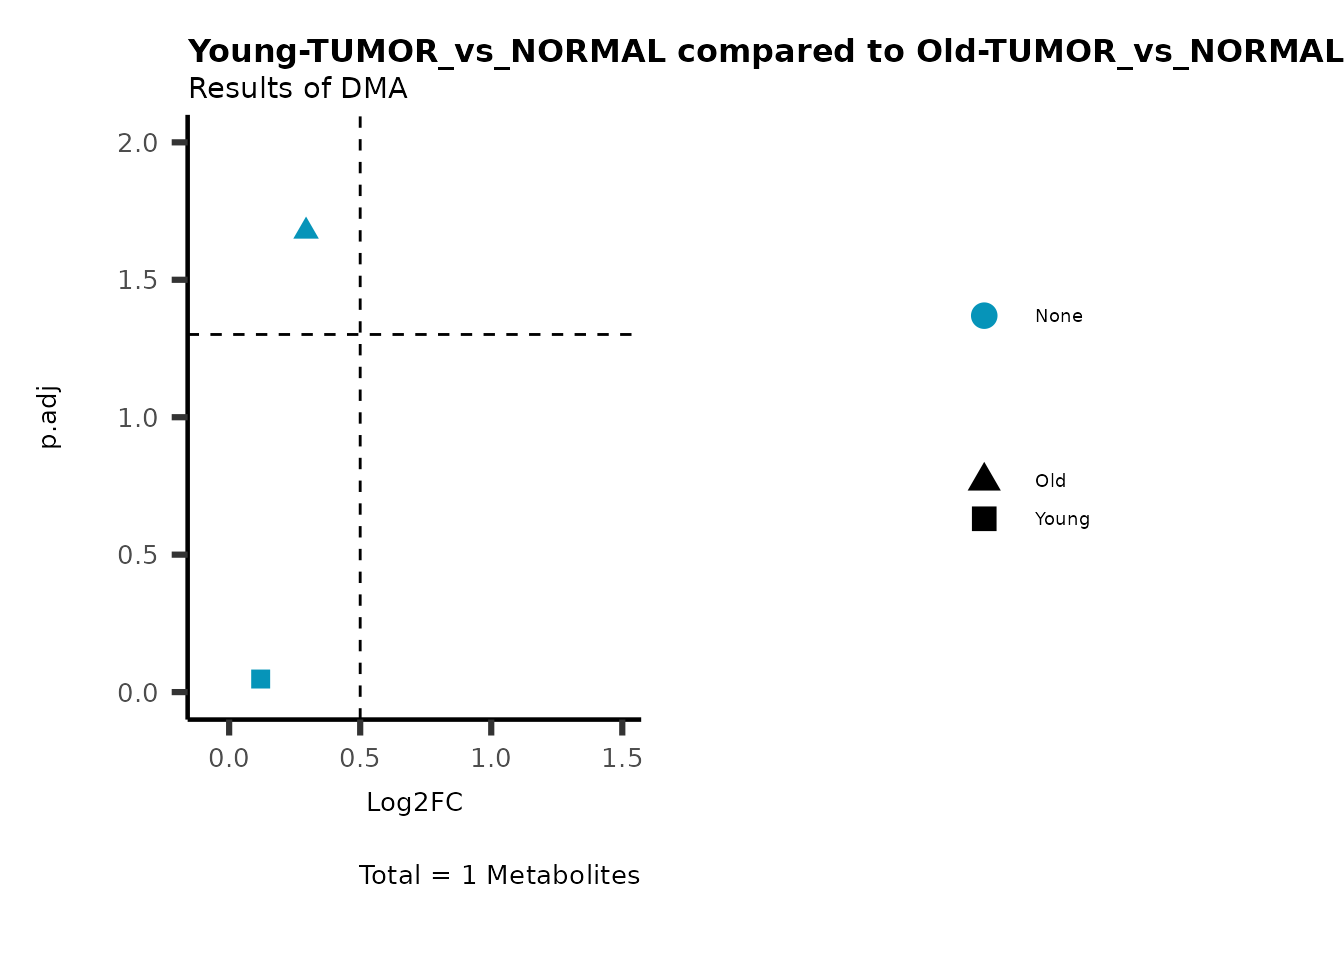 Young-TUMOR_vs_NORMAL compared to Old-TUMOR_vs_NORMAL
Results of DMA
2.0
1.5
1.0
0.5
0.0
p.adj
0.0 0.5 1.0 1.5
Log2FC
Total = 1 Metabolites
None
Old
Young